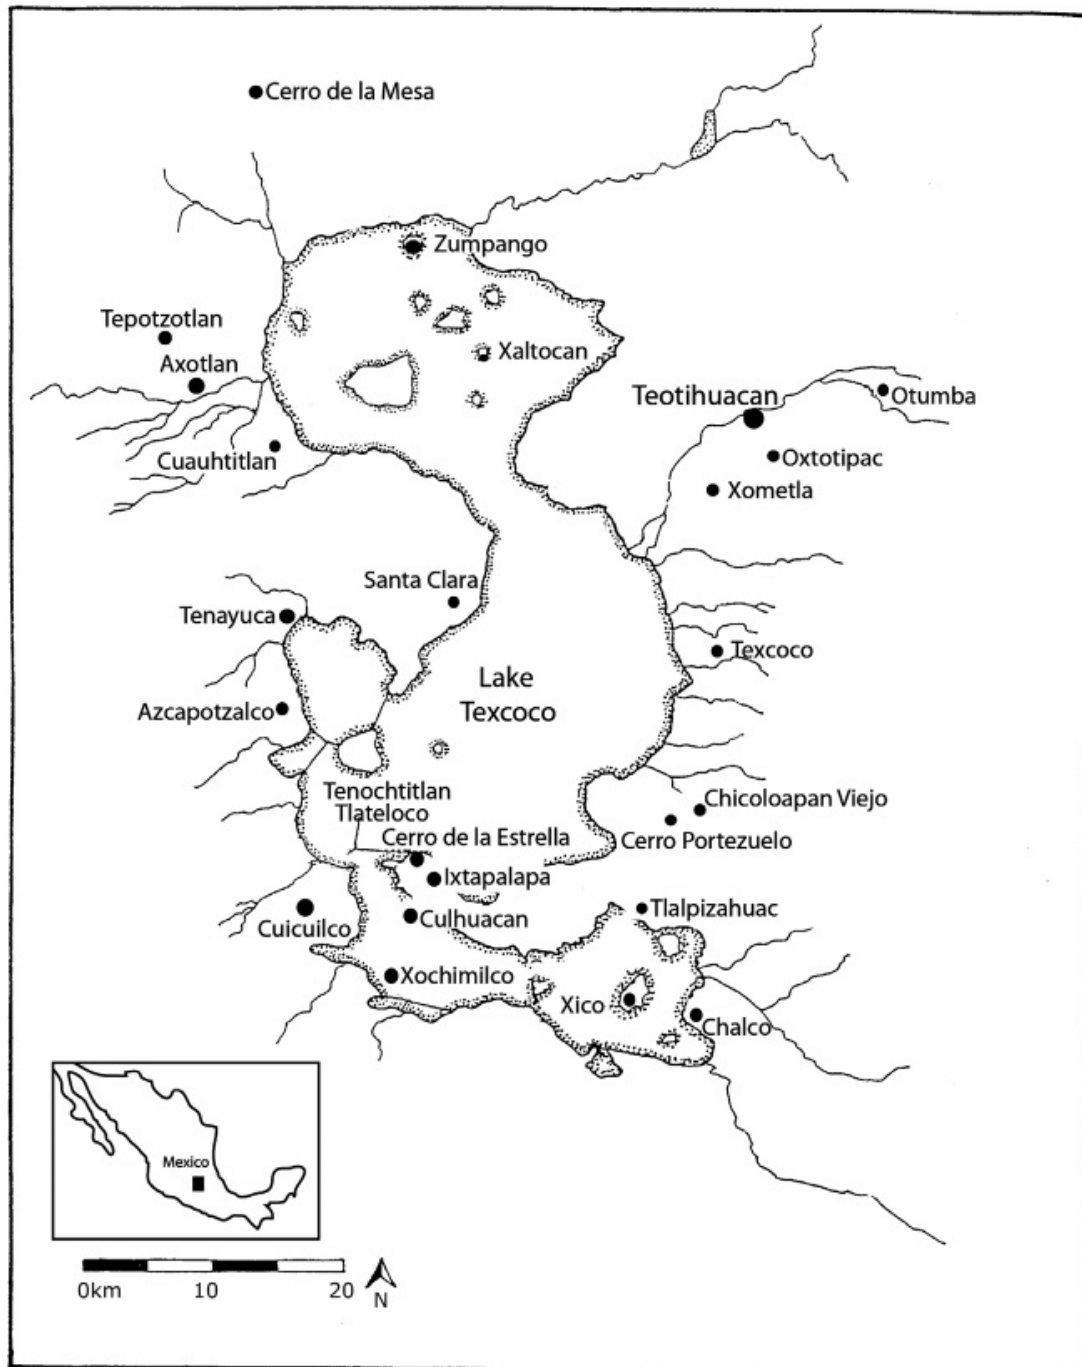 Cerro de la Mesa
Zumpango
Tepotzotlan
Xaltocan
Axotlan
Teotihuacan
Otumba
Cuauhtitlan
Oxtotipac
Xometla
Santa Clara
Tenayuca
Texcoco
Lake
Texcoco
Azcapotzalco
Tenochtitlan
Tlateloco
Chicoloapan Viejo
Cerro de la Estrella
Cerro Portezuelo
Ixtapalapa
Tlalpizahuac
Culhuacan
Cuicuilco
Xochimilco
Xico
Chalco
Mexico
0km 10 20
N